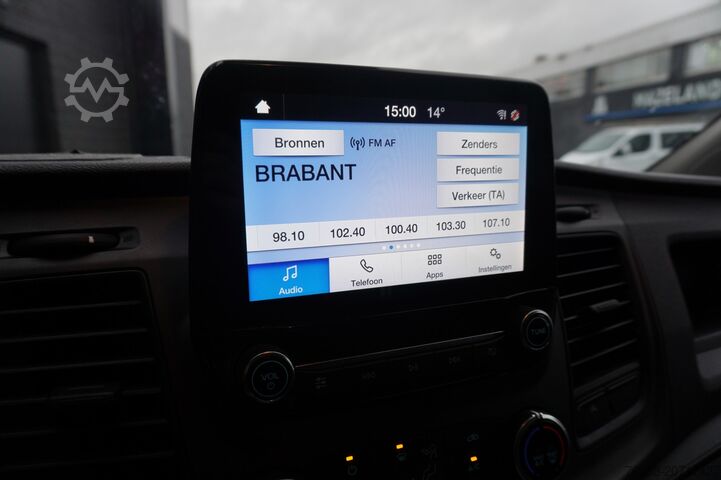 15:00 14°
Bronnen
FM AF
Zenders
BRABANT
Frequentie
Verkeer (TA)
98.10 102.40 100.40 103.30 107.10
Audio
Telefoon
Apps
Instellingen
VOL
TUNE
A/C